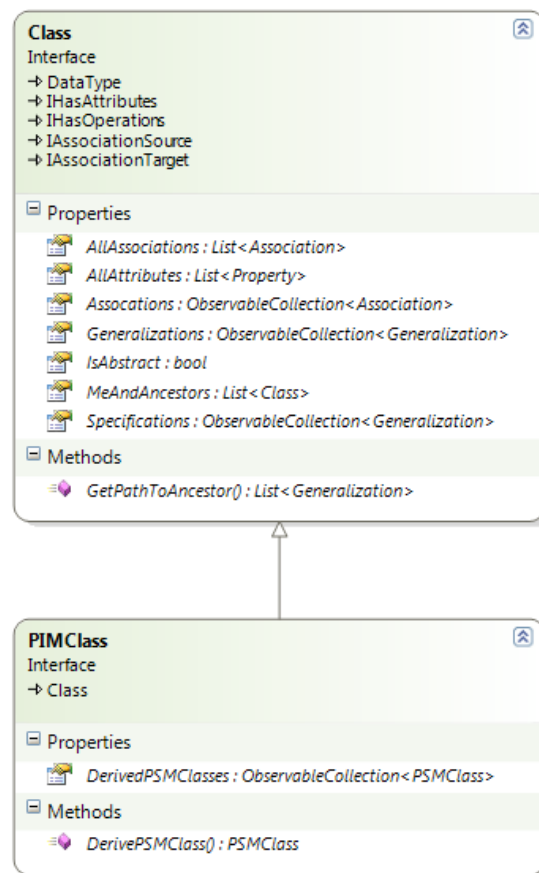 Class
Interface
DataType
IHasAttributes
IHasOperations
IAssociationSource
IAssociationTarget
Properties
AllAssociations : List<Association>
AllAttributes : List<Property>
Assocations : ObservableCollection<Association>
Generalizations : ObservableCollection<Generalization>
IsAbstract : bool
MeAndAncestors : List<Class>
Specifications : ObservableCollection<Generalization>
Methods
GetPathToAncestor() : List<Generalization>
PIMClass
Interface
Class
Properties
DerivedPSMClasses : ObservableCollection<PSMClass>
Methods
DerivePSMClass() : PSMClass